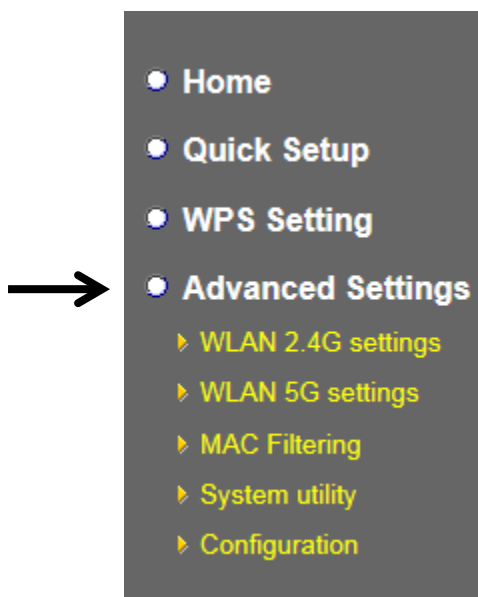 Home
Quick Setup
WPS Setting
Advanced Settings
WLAN 2.4G settings
WLAN 5G settings
MAC Filtering
System utility
Configuration